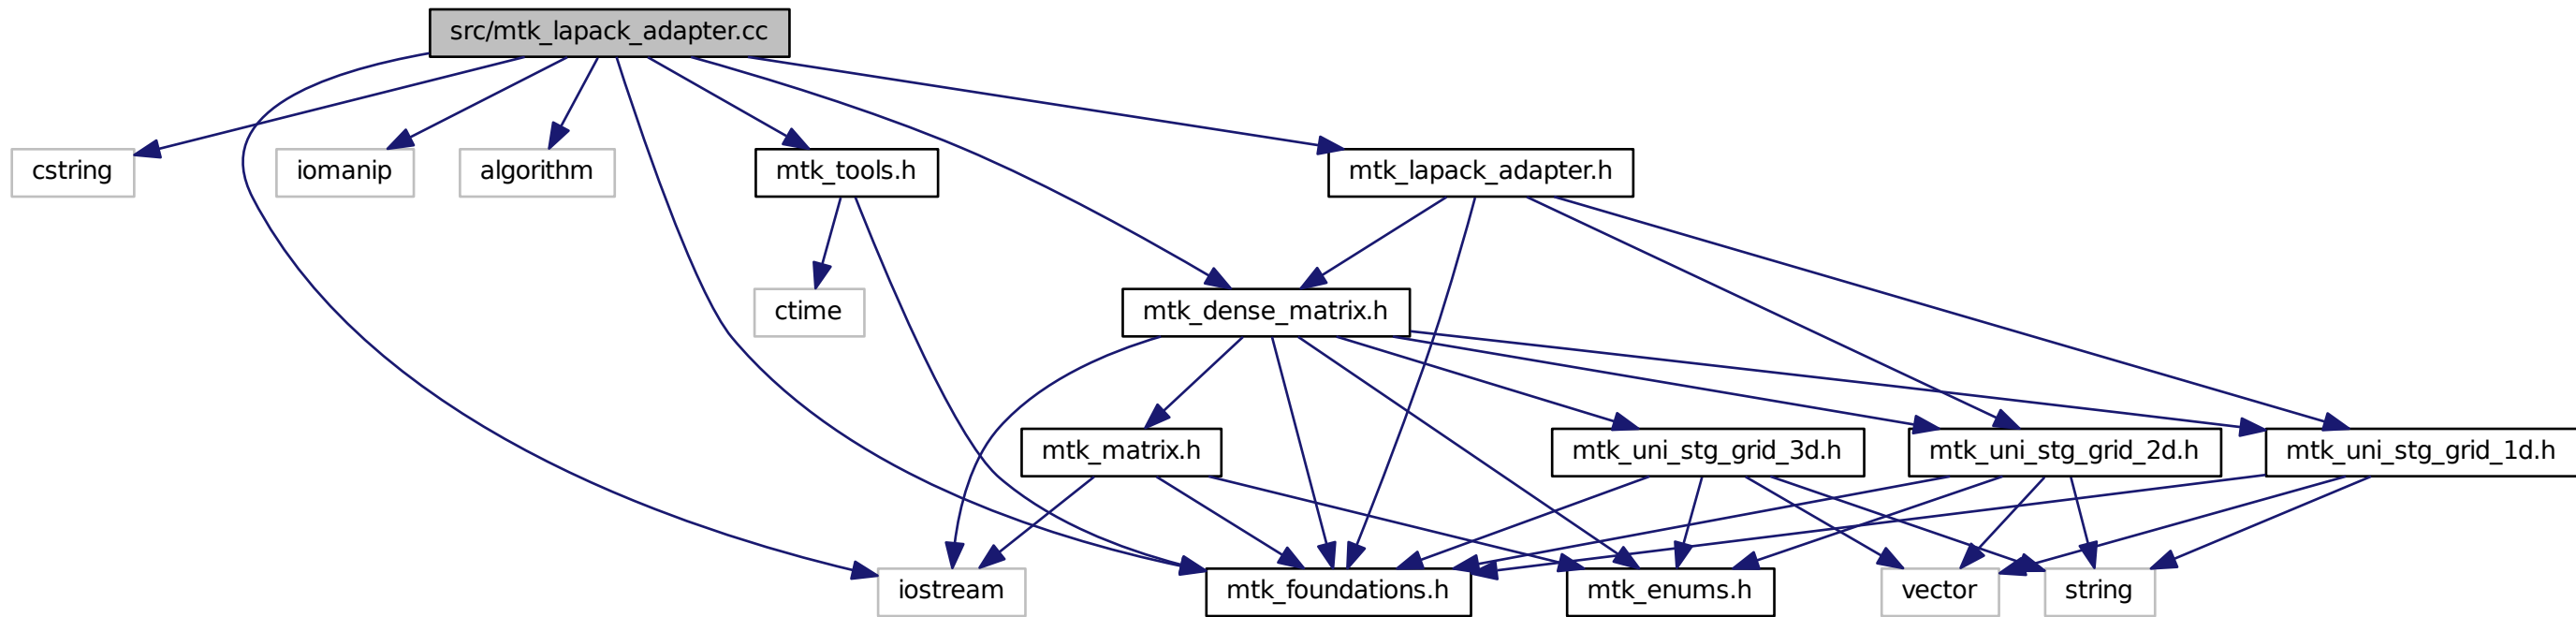 src/mtk_lapack_adapter.cc
cstring
iomanip
algorithm
mtk_tools.h
mtk_lapack_adapter.h
ctime
mtk_dense_matrix.h
mtk_matrix.h
mtk_uni_stg_grid_3d.h
mtk_uni_stg_grid_2d.h
mtk_uni_stg_grid_1d.h
iostream
mtk_foundations.h
mtk_enums.h
vector
string